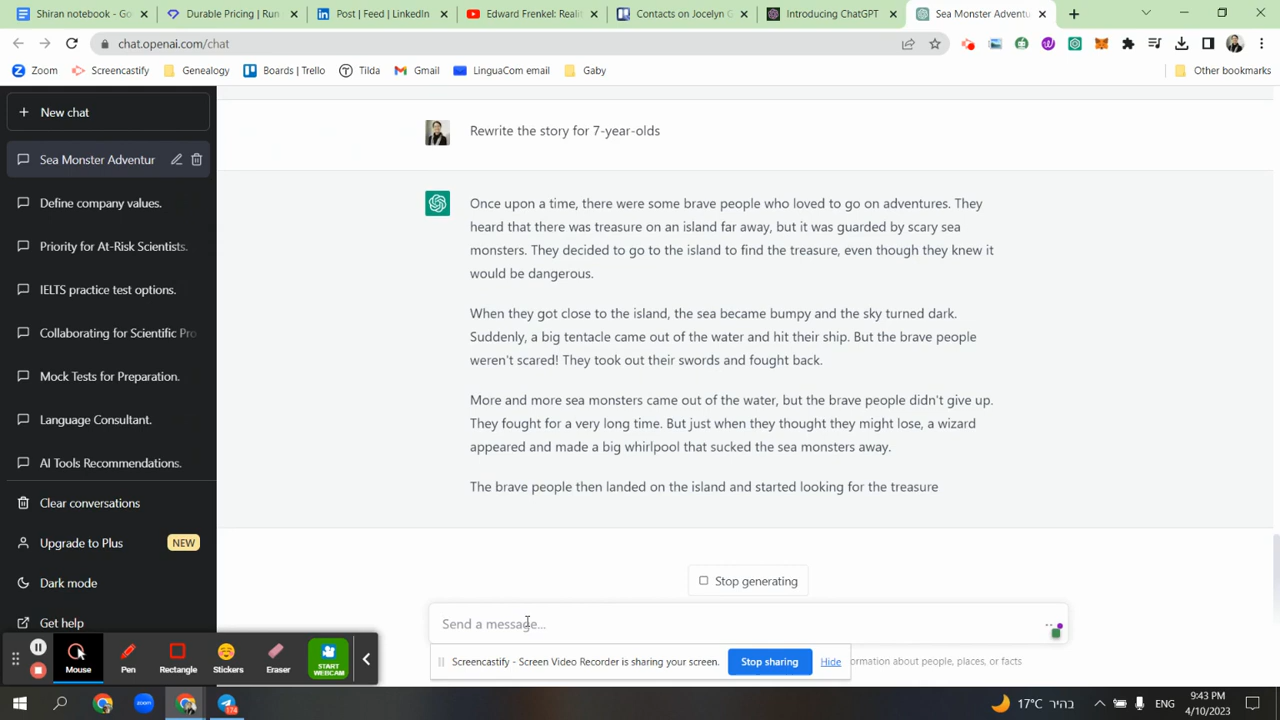 Shiran notebook - Go
Durable Pricing | Run
Post | Feed | LinkedIn
Edward Frenkel: Realit
Contacts on Jocelyn G
Introducing ChatGPT
Sea Monster Adventu
chat.openai.com/chat
Zoom
Screencastify
Genealogy
Boards | Trello
Tilda
Gmail
LinguaCom email
Gaby
Other bookmarks
New chat
Sea Monster Adventur
Define company values.
Priority for At-Risk Scientists.
IELTS practice test options.
Collaborating for Scientific Pro
Mock Tests for Preparation.
Language Consultant.
AI Tools Recommendations.
Clear conversations
Upgrade to Plus
NEW
Dark mode
Get help
Rewrite the story for 7-year-olds
Once upon a time, there were some brave people who loved to go on adventures. They
heard that there was treasure on an island far away, but it was guarded by scary sea
monsters. They decided to go to the island to find the treasure, even though they knew it
would be dangerous.
When they got close to the island, the sea became bumpy and the sky turned dark.
Suddenly, a big tentacle came out of the water and hit their ship. But the brave people
weren't scared! They took out their swords and fought back.
More and more sea monsters came out of the water, but the brave people didn't give up.
They fought for a very long time. But just when they thought they might lose, a wizard
appeared and made a big whirlpool that sucked the sea monsters away.
The brave people then landed on the island and started looking for the treasure
Stop generating
Send a message...
Screencastify - Screen Video Recorder is sharing your screen.
Stop sharing
Hide
formation about people, places, or facts
Mouse
Pen
Rectangle
Stickers
Eraser
START
WEBCAM
174
17°C בהיר
ENG
9:43 PM
4/10/2023